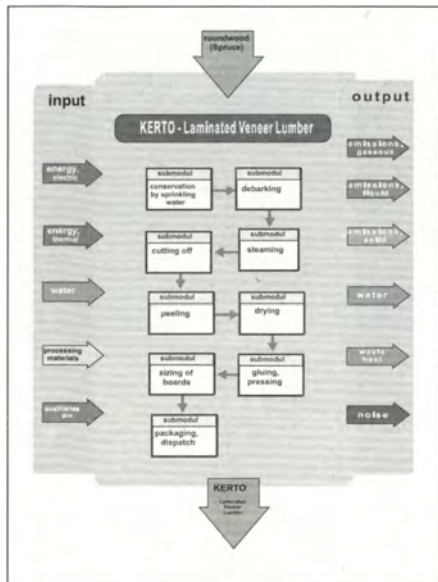 roundwood
(Spruce)
input
output
KERTO - Laminated Veneer Lumber
energy,
electric
energy,
thermal
water
processing
materials
emissions,
gaseous
emissions,
liquid
emissions,
solid
water
waste
heat
noise
submodul
conservation
by sprinkling
water
submodul
debarking
submodul
cutting off
submodul
steaming
submodul
peeling
submodul
drying
submodul
sizing of
boards
submodul
gluing,
pressing
submodul
packaging,
dispatch
KERTO
Laminated
Veneer
Lumber